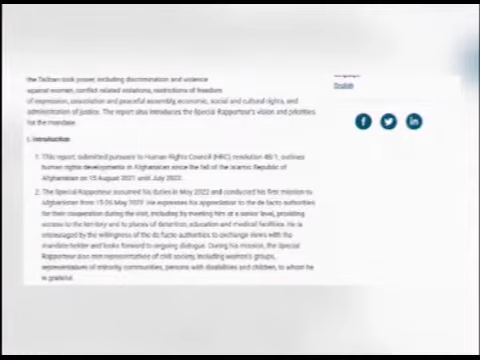 the Taliban took power, including discrimination and violence
against women, conflict related violations, restrictions of freedom
of expression, association and peaceful assembly, economic, social and cultural rights, and
administration of justice. The report also introduces the Special Rapporteur's vision and priorities
for the mandate.
English
I. Introduction
1. This report, submitted pursuant to Human Rights Council (HRC) resolution 48/1, outlines
human rights developments in Afghanistan since the fall of the Islamic Republic of
Afghanistan on 15 August 2021 until July 2022.
2. The Special Rapporteur assumed his duties in May 2022 and conducted his first mission to
Afghanistan from 15-26 May 2022. He expresses his appreciation to the de facto authorities
for their cooperation during the visit, including by meeting him at a senior level, providing
access to the territory and to places of detention, education and medical facilities. He is
encouraged by the willingness of the de facto authorities to exchange views with the
mandate holder and looks forward to ongoing dialogue. During his mission, the Special
Rapporteur also met representatives of civil society, including women's groups,
representatives of minority communities, persons with disabilities and children, to whom he
is grateful.